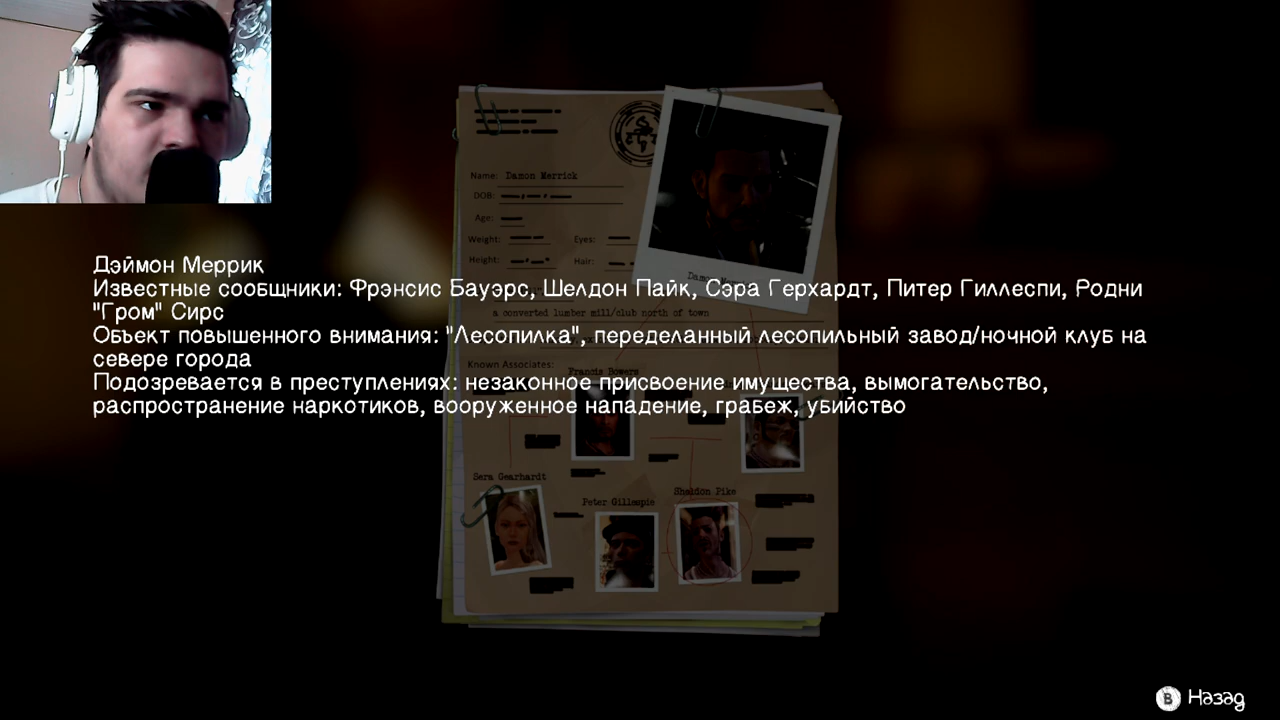 Name: Damon Merrick
DOB:
Age:
Weight:
Eyes:
Height:
Hair:
Дэймон Меррик
Известные сообщники: Фрэнсис Бауэрс, Шелдон Пайк, Сэра Герхардт, Питер Гиллеспи, Родни
"Гром" Сирс
a converted lumber mill/club north of town
Объект повышенного внимания: "Лесопилка", переделанный лесопильный завод/ночной клуб на
севере города
Known Associates:
Francis Bowers
Подозревается в преступлениях: незаконное присвоение имущества, вымогательство,
распространение наркотиков, вооруженное нападение, грабеж, убийство
Sera Gearhardt
Peter Gillespie
Sheldon Pike
B Назад